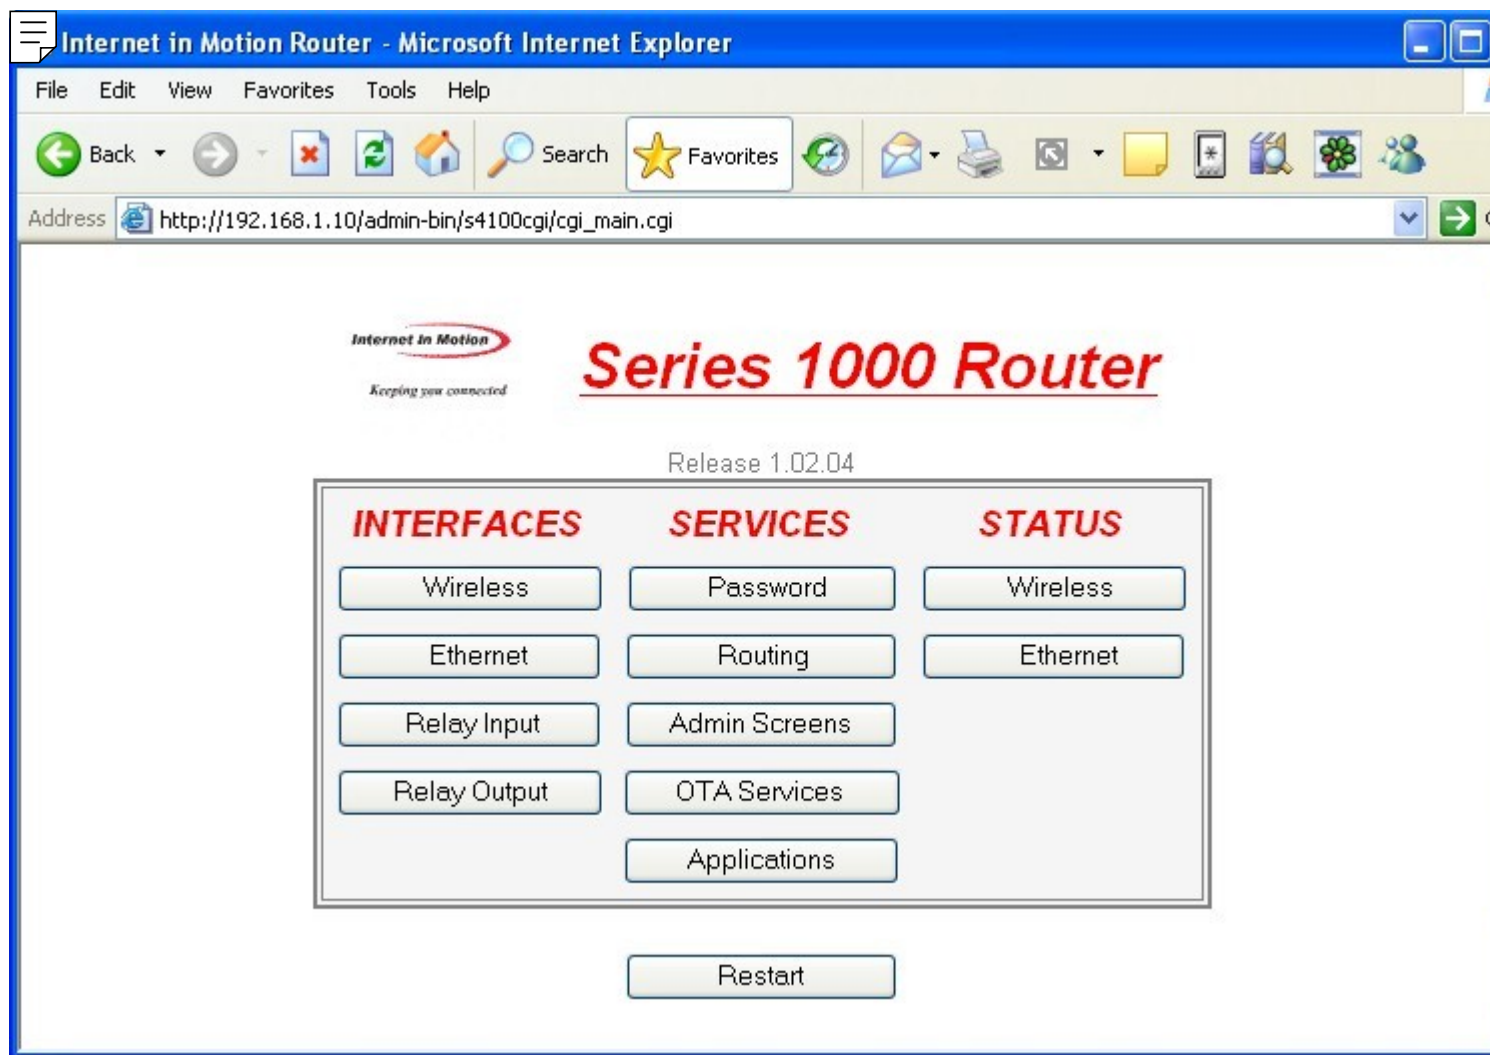 Internet in Motion Router - Microsoft Internet Explorer
File Edit View Favorites Tools Help
Back Search Favorites
Address http://192.168.1.10/admin-bin/s4100cgi/cgi_main.cgi
Internet In Motion
Keeping you connected
Series 1000 Router
Release 1.02.04
INTERFACES SERVICES STATUS
Wireless Password Wireless
Ethernet Routing Ethernet
Relay Input Admin Screens
Relay Output OTA Services
Applications
Restart